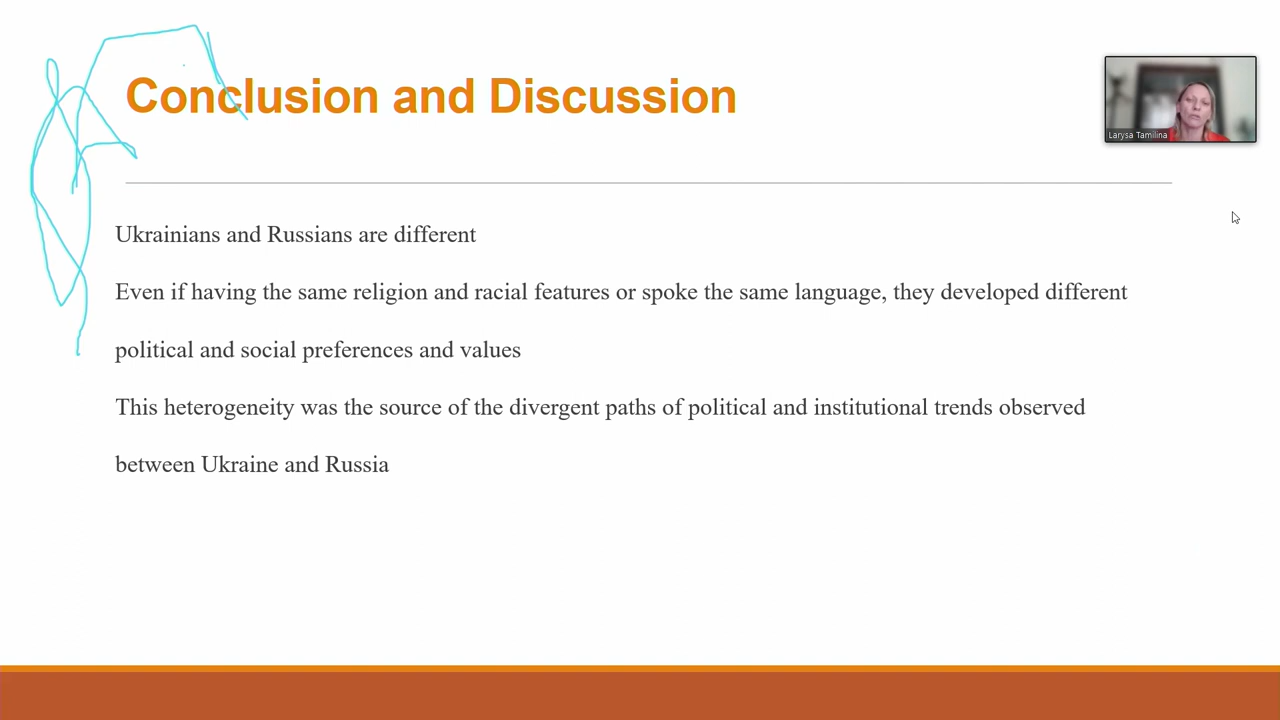 Conclusion and Discussion
Larysa Tamilina
Ukrainians and Russians are different
Even if having the same religion and racial features or spoke the same language, they developed different
political and social preferences and values
This heterogeneity was the source of the divergent paths of political and institutional trends observed
between Ukraine and Russia